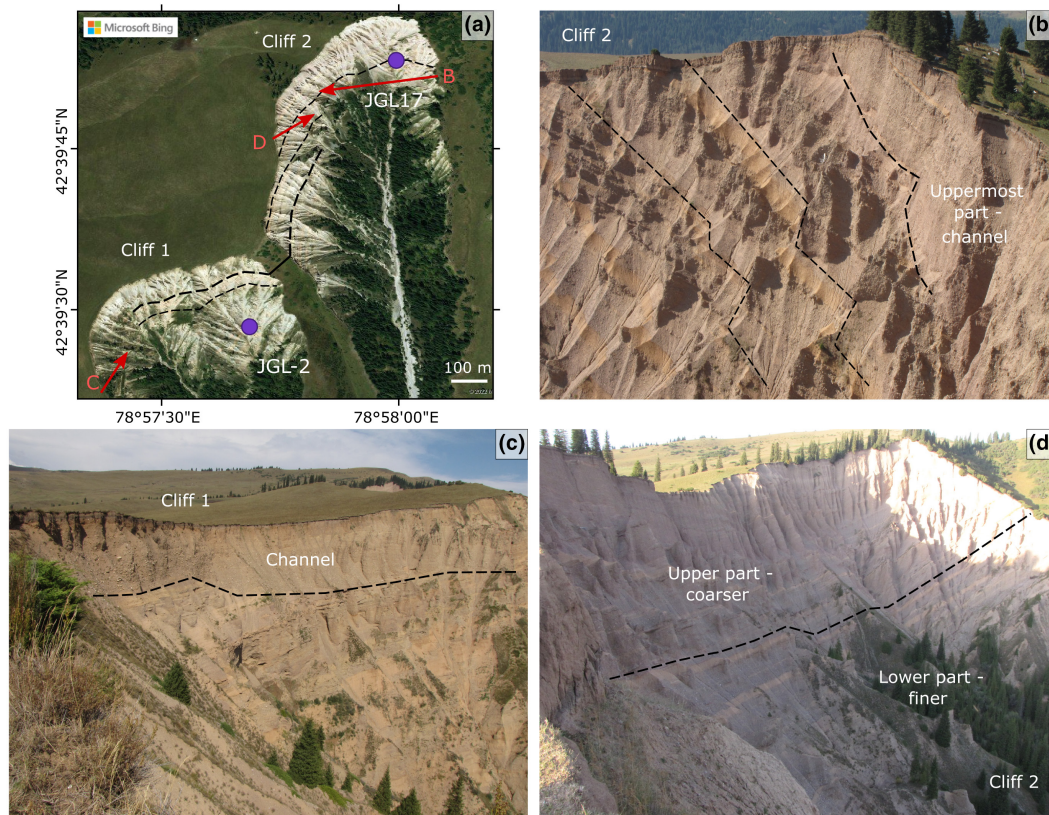 Microsoft Bing
(a)
Cliff 2
B
JGL17
D
Cliff 1
JGL-2
C
100 m
42°39'45"N
42°39'30"N
78°57'30"E
78°58'00"E
(b)
Cliff 2
Uppermost
part -
channel
(c)
Cliff 1
Channel
(d)
Upper part -
coarser
Lower part -
finer
Cliff 2